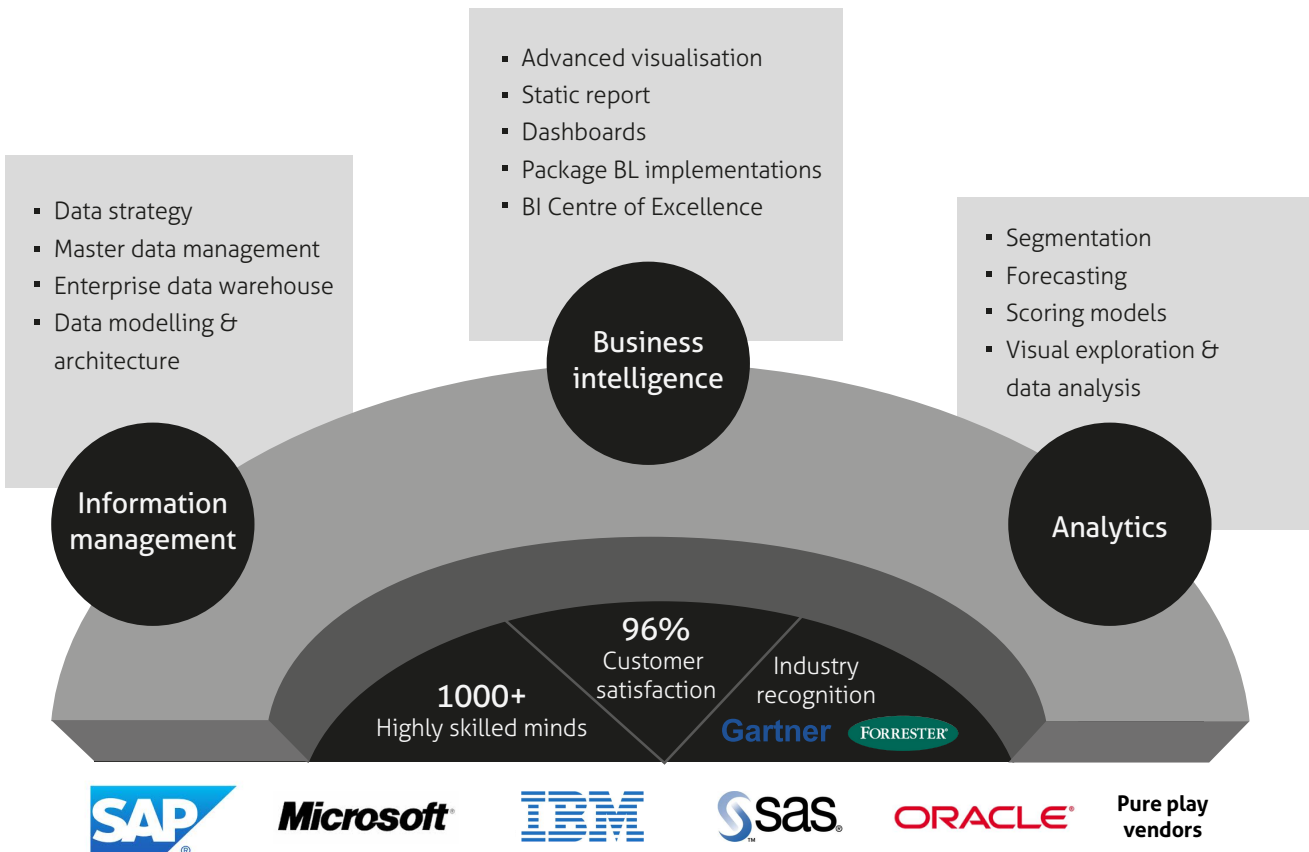 ▪ Advanced visualisation
▪ Static report
▪ Dashboards
▪ Package BL implementations
▪ BI Centre of Excellence
▪ Data strategy
▪ Master data management
▪ Enterprise data warehouse
▪ Data modelling &
architecture
▪ Segmentation
▪ Forecasting
▪ Scoring models
▪ Visual exploration &
data analysis
Business
intelligence
Information
management
Analytics
1000+
Highly skilled minds
96%
Customer
satisfaction
Industry
recognition
Gartner
FORRESTER®
SAP®
Microsoft®
IBM
sas™®
ORACLE®
Pure play
vendors